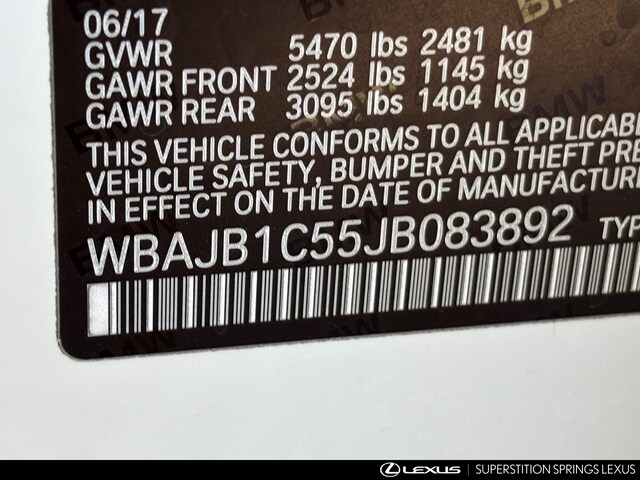 06/17
GVWR 5470 lbs 2481 kg
GAWR FRONT 2524 lbs 1145 kg
GAWR REAR 3095 lbs 1404 kg
THIS VEHICLE CONFORMS TO ALL APPLICABL
VEHICLE SAFETY, BUMPER AND THEFT PRE
IN EFFECT ON THE DATE OF MANUFACTUR
WBAJB1C55JB083892 TYP
LEXUS | SUPERSTITION SPRINGS LEXUS